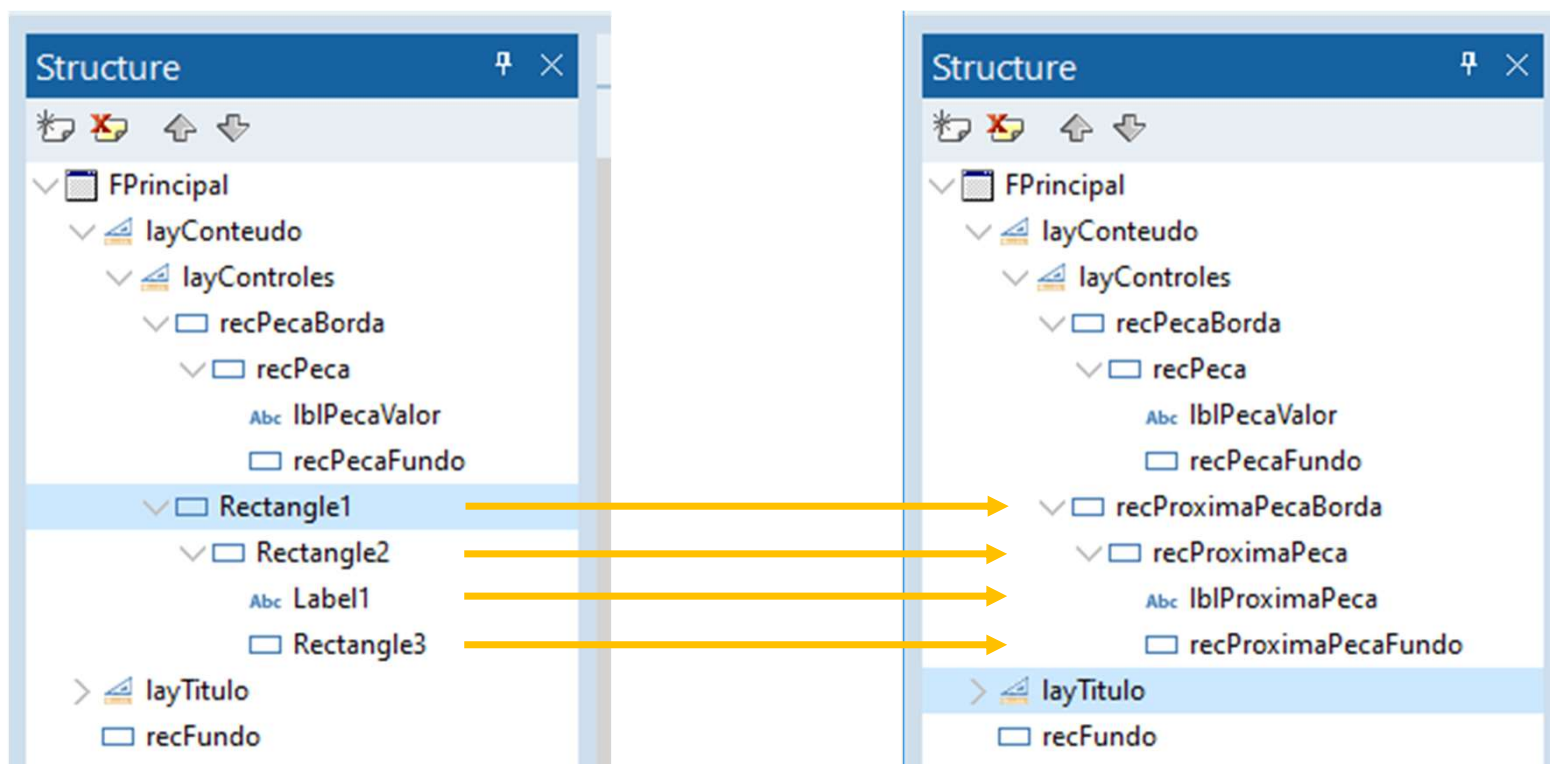 Structure
FPrincipal
layConteudo
layControles
recPecaBorda
recPeca
Abc lblPecaValor
recPecaFundo
Rectangle1
Rectangle2
Abc Label1
Rectangle3
layTitulo
recFundo
Structure
FPrincipal
layConteudo
layControles
recPecaBorda
recPeca
Abc lblPecaValor
recPecaFundo
recProximaPecaBorda
recProximaPeca
Abc lblProximaPeca
recProximaPecaFundo
layTitulo
recFundo